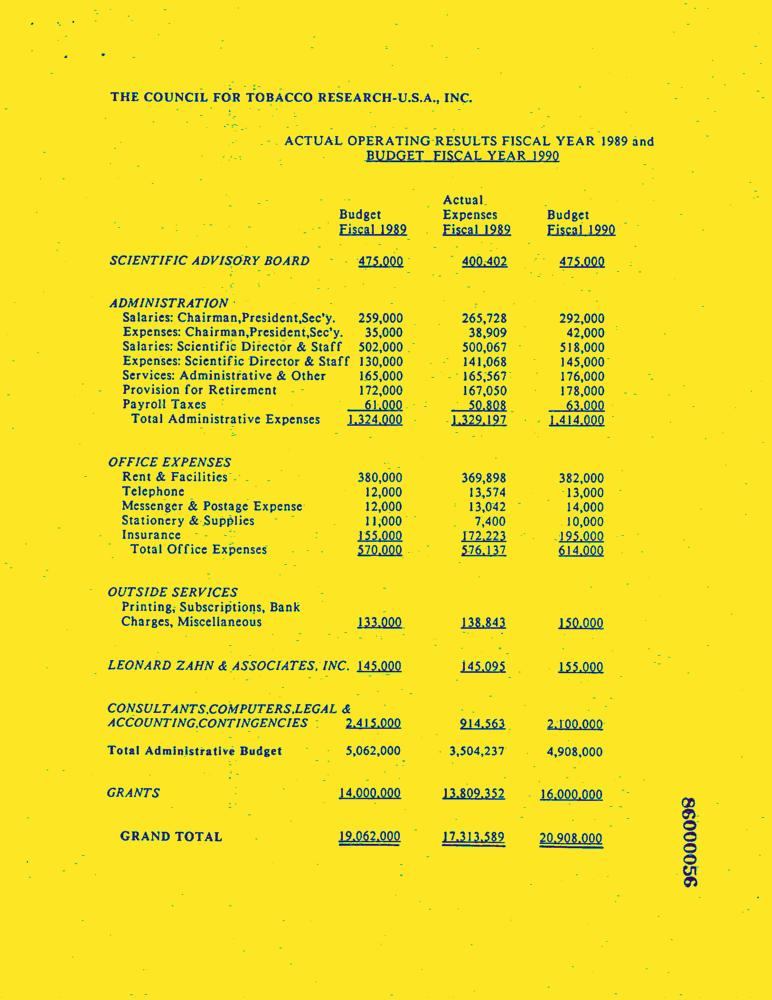 THE COUNCIL FOR TOBACCO RESEARCH-U.S.A., INC.
ACTUAL OPERATING RESULTS FISCAL YEAR 1989 and
BUDGET FISCAL YEAR 1990
Actual
Budget Expenses Budget
Fiscal 1989 Fiscal 1989 Fiscal 1990
SCIENTIFIC ADVISORY BOARD 475,000 400,402 475,000
ADMINISTRATION
Salaries: Chairman,President,Sec'y. 259,000 265,728 292,000
Expenses: Chairman,President,Sec'y. 35,000 38,909 42,000
Salaries: Scientific Director & Staff 502,000 500,067 518,000
Expenses: Scientific Director & Staff 130,000 141,068 145,000
Services: Administrative & Other 165,000 165,567 176,000
Provision for Retirement 172,000 167,050 178,000
Payroll Taxes 61,000 50,808 63,000
Total Administrative Expenses 1,324,000 1,329,197 1,414,000
OFFICE EXPENSES
Rent & Facilities 380,000 369,898 382,000
Telephone 12,000 13,574 13,000
Messenger & Postage Expense 12,000 13,042 14,000
Stationery & Supplies 11,000 7,400 10,000
Insurance 155,000 172,223 195,000
Total Office Expenses 570,000 576,137 614,000
OUTSIDE SERVICES
Printing, Subscriptions, Bank
Charges, Miscellaneous 133,000 138,843 150,000
LEONARD ZAHN & ASSOCIATES, INC. 145,000 145,095 155,000
CONSULTANTS,COMPUTERS,LEGAL &
ACCOUNTING,CONTINGENCIES 2,415,000 914,563 2,100,000
Total Administrative Budget 5,062,000 3,504,237 4,908,000
GRANTS 14,000,000 13,809,352 16,000,000
GRAND TOTAL 19,062,000 17,313,589 20,908,000
86000056